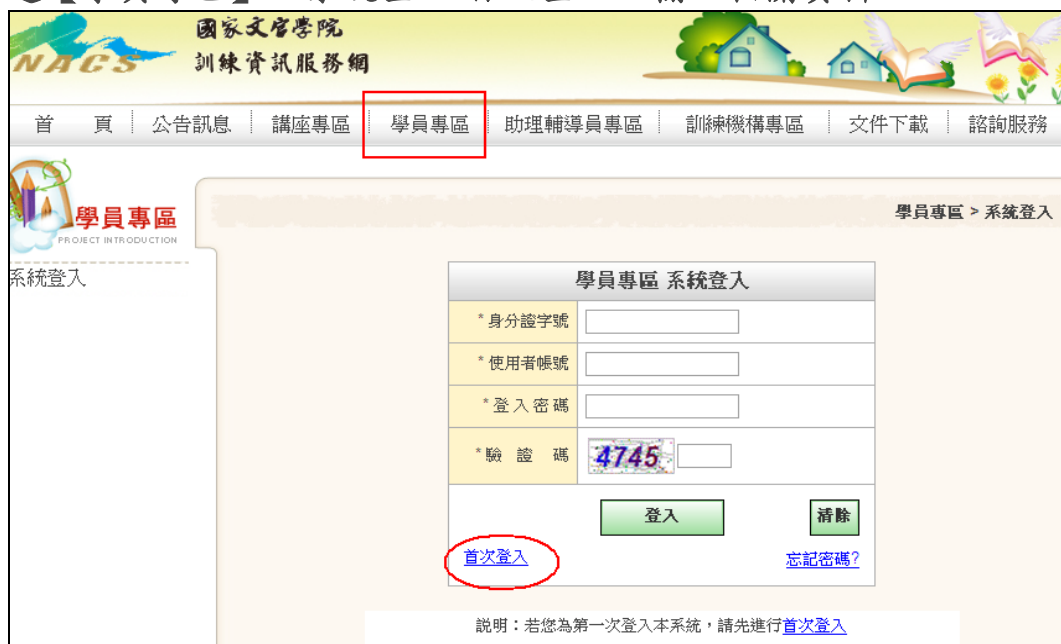 國家文官學院
NACS 訓練資訊服務網
首 頁 公告訊息 講座專區 學員專區 助理輔導員專區 訓練機構專區 文件下載 諮詢服務
學員專區
PROJECT INTRODUCTION
學員專區 > 系統登入
系統登入
學員專區 系統登入
*身分證字號
*使用者帳號
*登入密碼
*驗 證 碼 4745
登入 清除
首次登入 忘記密碼?
說明：若您為第一次登入本系統，請先進行首次登入